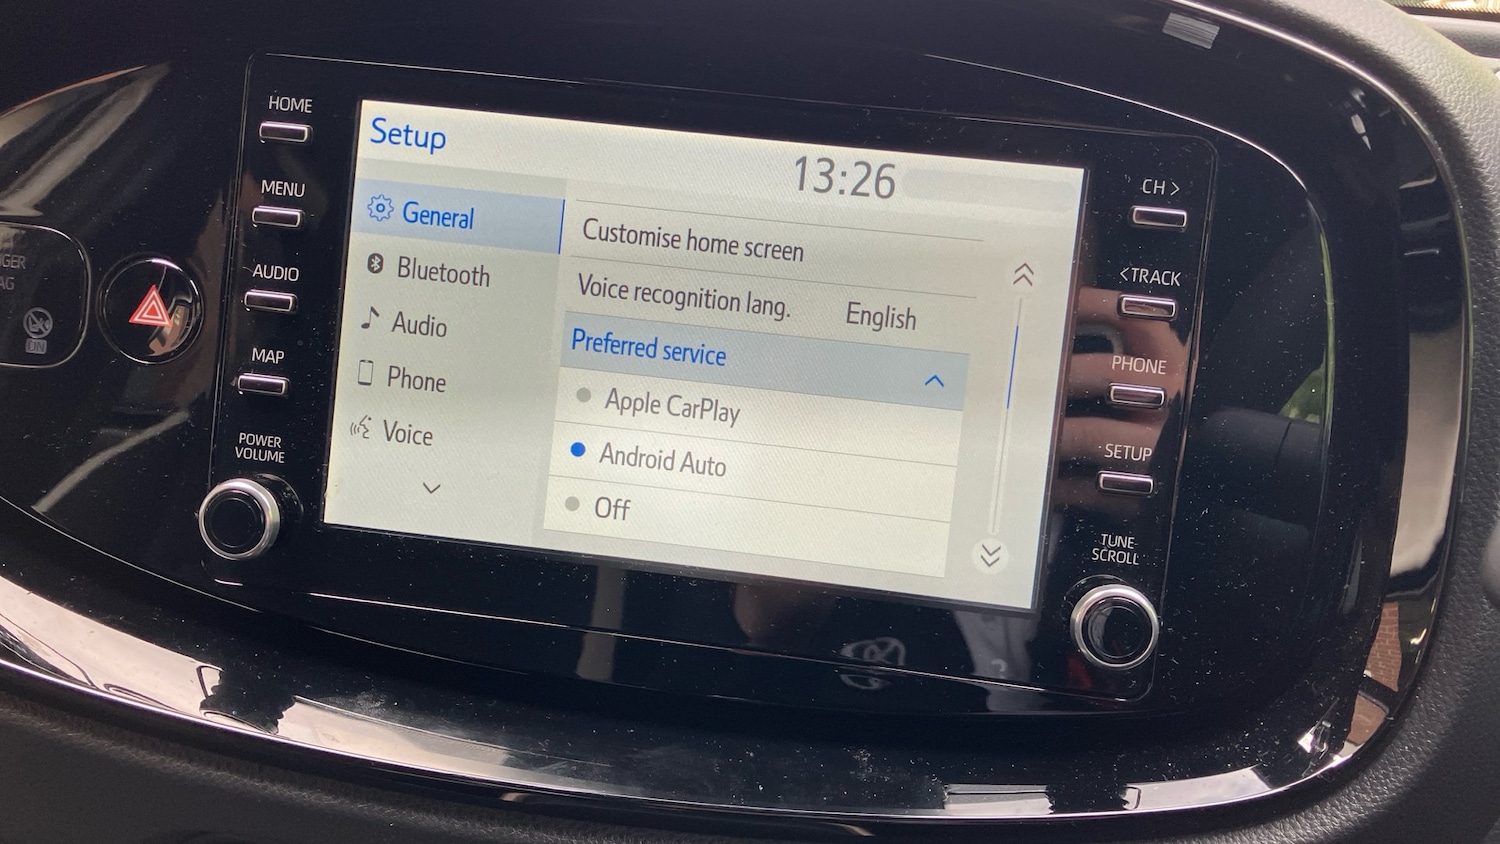 HOME
MENU
AUDIO
MAP
POWER
VOLUME
Setup
13:26
General
Bluetooth
Audio
Phone
Voice
Customise home screen
Voice recognition lang. English
Preferred service
Apple CarPlay
Android Auto
Off
CH >
< TRACK
PHONE
SETUP
TUNE
SCROLL
ON